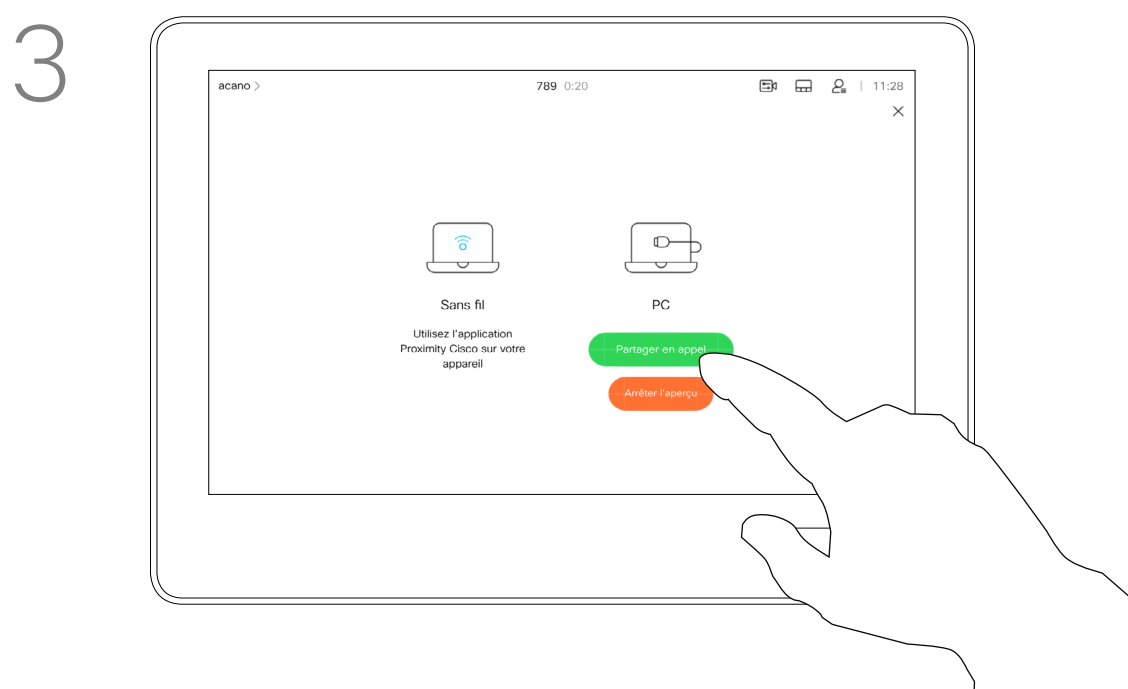 3
acano >
789 0:20
11:28
Sans fil
Utilisez l'application
Proximity Cisco sur votre
appareil
PC
Partager en appel
Arrêter l'aperçu